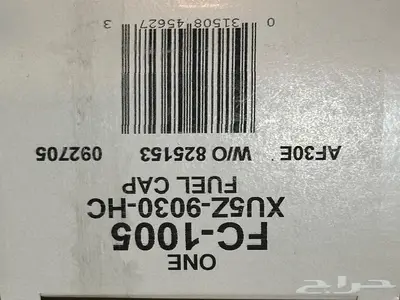 ONE
FC-1005
XU5Z-9030-HC
FUEL CAP
AF30E W/O 825153 092705
0 31508 45627 3
حراج